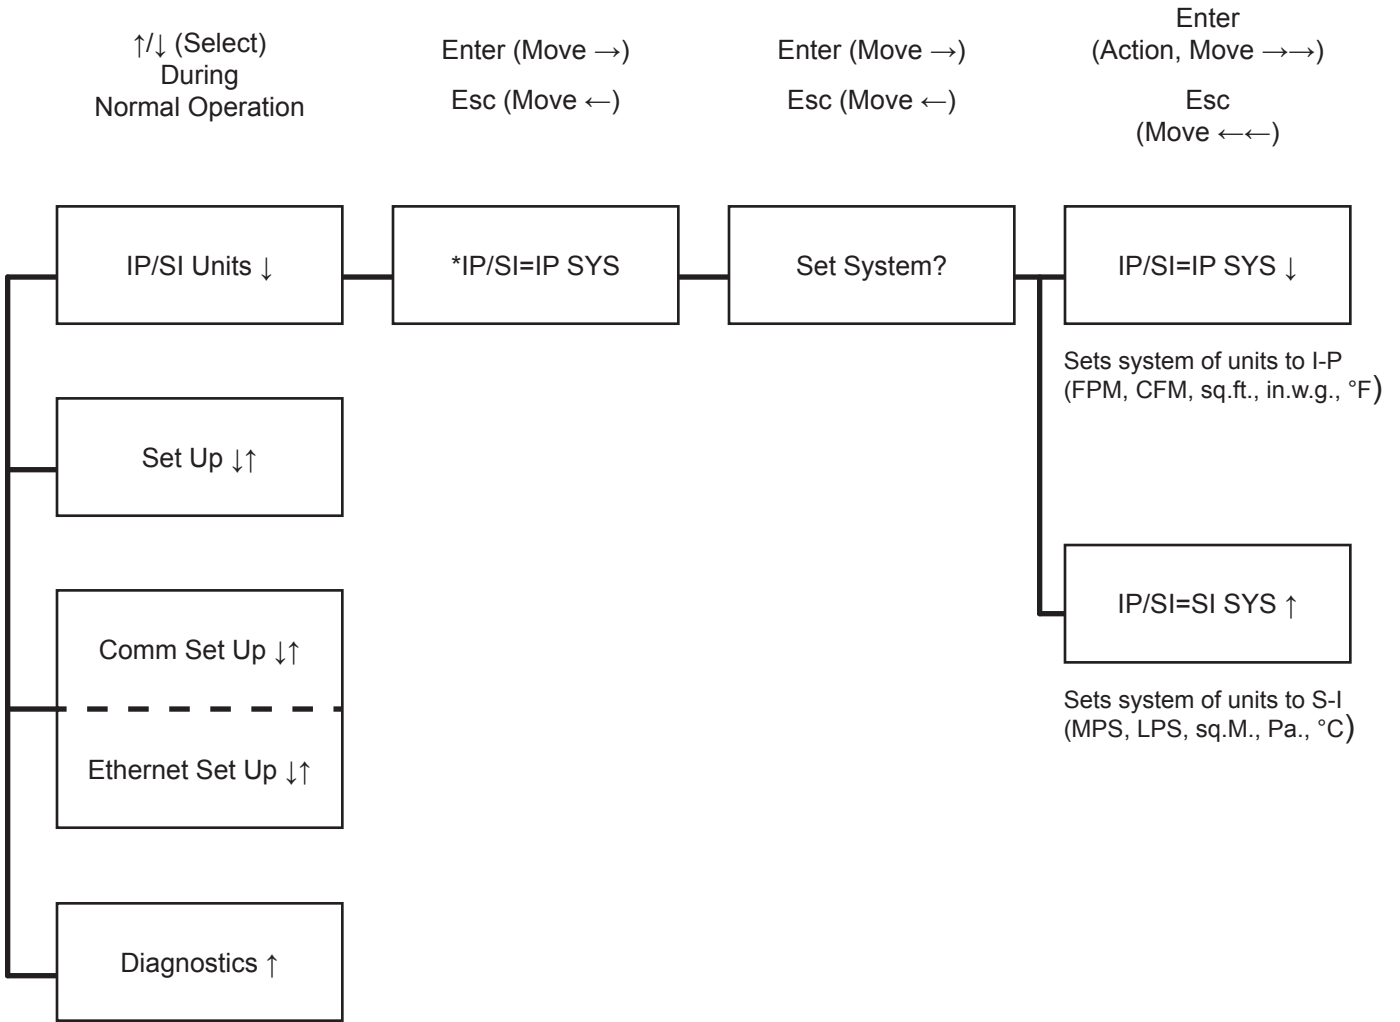 ↑/↓ (Select)
During
Normal Operation
Enter (Move →)
Esc (Move ←)
Enter (Move →)
Esc (Move ←)
Enter
(Action, Move →→)
Esc
(Move ←←)
IP/SI Units ↓
*IP/SI=IP SYS
Set System?
IP/SI=IP SYS ↓
Sets system of units to I-P
(FPM, CFM, sq.ft., in.w.g., °F)
Set Up ↓↑
Comm Set Up ↓↑
Ethernet Set Up ↓↑
IP/SI=SI SYS ↑
Sets system of units to S-I
(MPS, LPS, sq.M., Pa., °C)
Diagnostics ↑